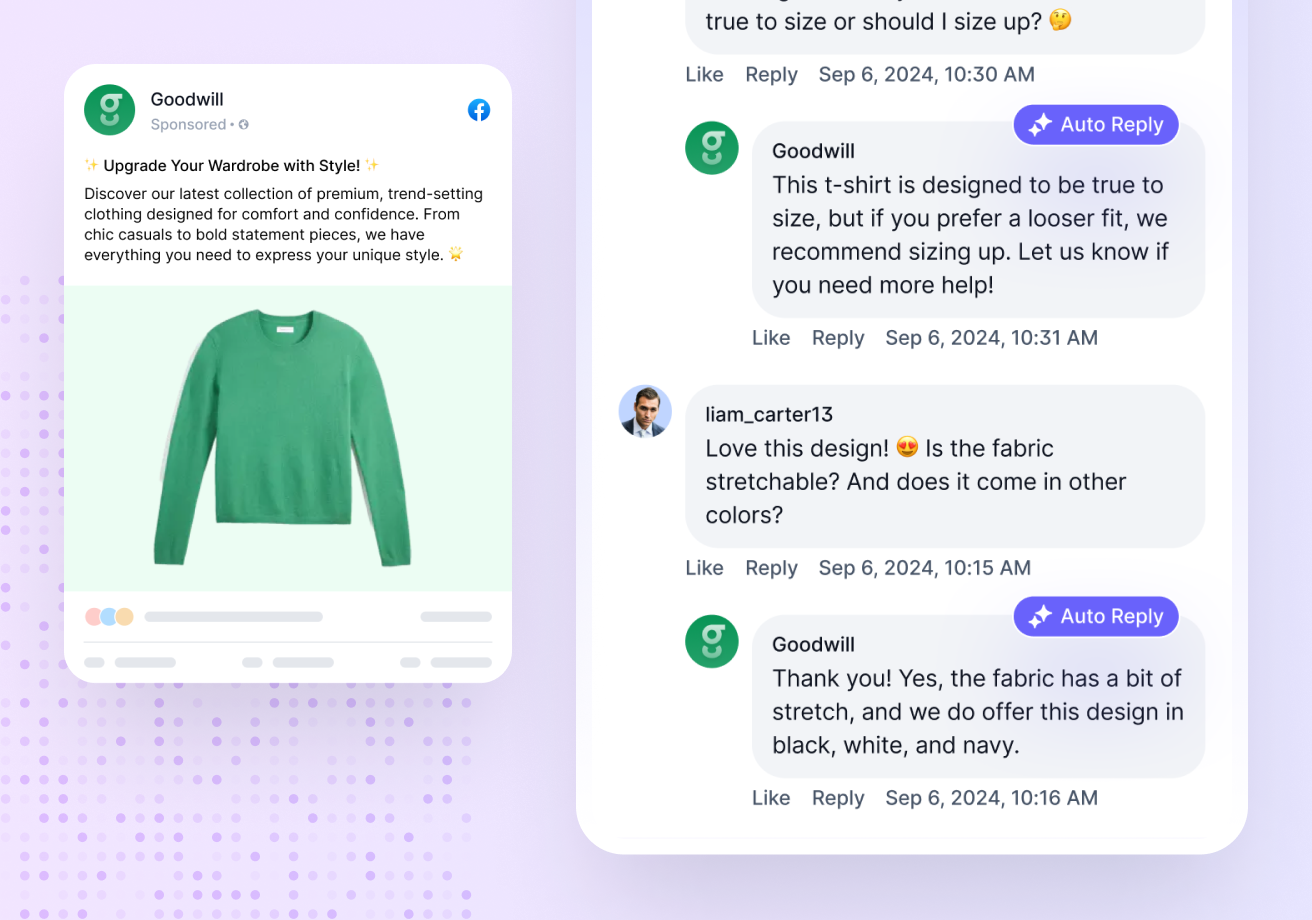 Goodwill
Sponsored •
✨ Upgrade Your Wardrobe with Style! ✨
Discover our latest collection of premium, trend-setting
clothing designed for comfort and confidence. From
chic casuals to bold statement pieces, we have
everything you need to express your unique style. 🌟
true to size or should I size up? 🤔
Like Reply Sep 6, 2024, 10:30 AM
Auto Reply
Goodwill
This t-shirt is designed to be true to
size, but if you prefer a looser fit, we
recommend sizing up. Let us know if
you need more help!
Like Reply Sep 6, 2024, 10:31 AM
liam_carter13
Love this design! 😍 Is the fabric
stretchable? And does it come in other
colors?
Like Reply Sep 6, 2024, 10:15 AM
Auto Reply
Goodwill
Thank you! Yes, the fabric has a bit of
stretch, and we do offer this design in
black, white, and navy.
Like Reply Sep 6, 2024, 10:16 AM